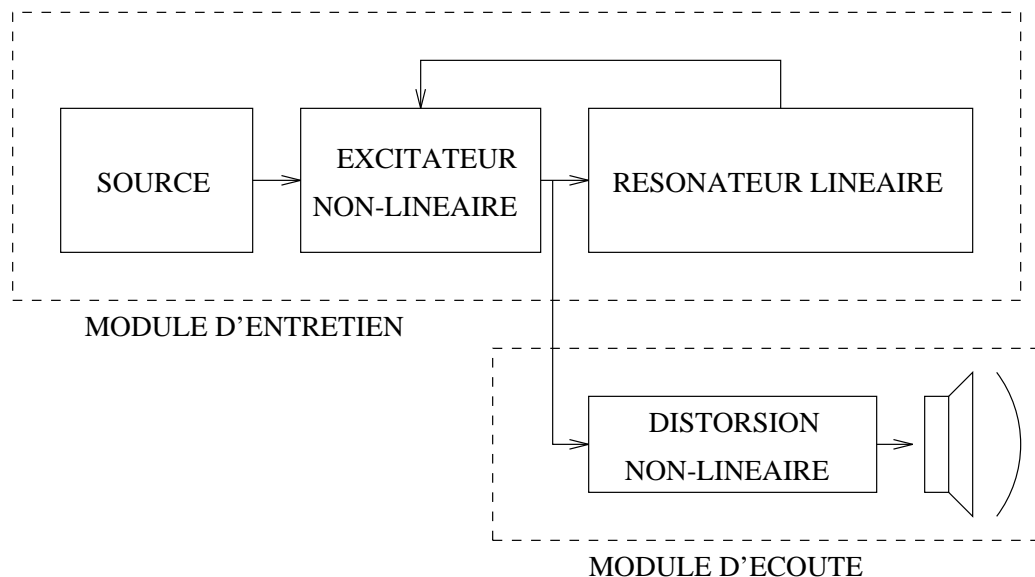 SOURCE
EXCITATEUR
NON-LINEAIRE
RESONATEUR LINEAIRE
MODULE D'ENTRETIEN
DISTORSION
NON-LINEAIRE
MODULE D'ECOUTE